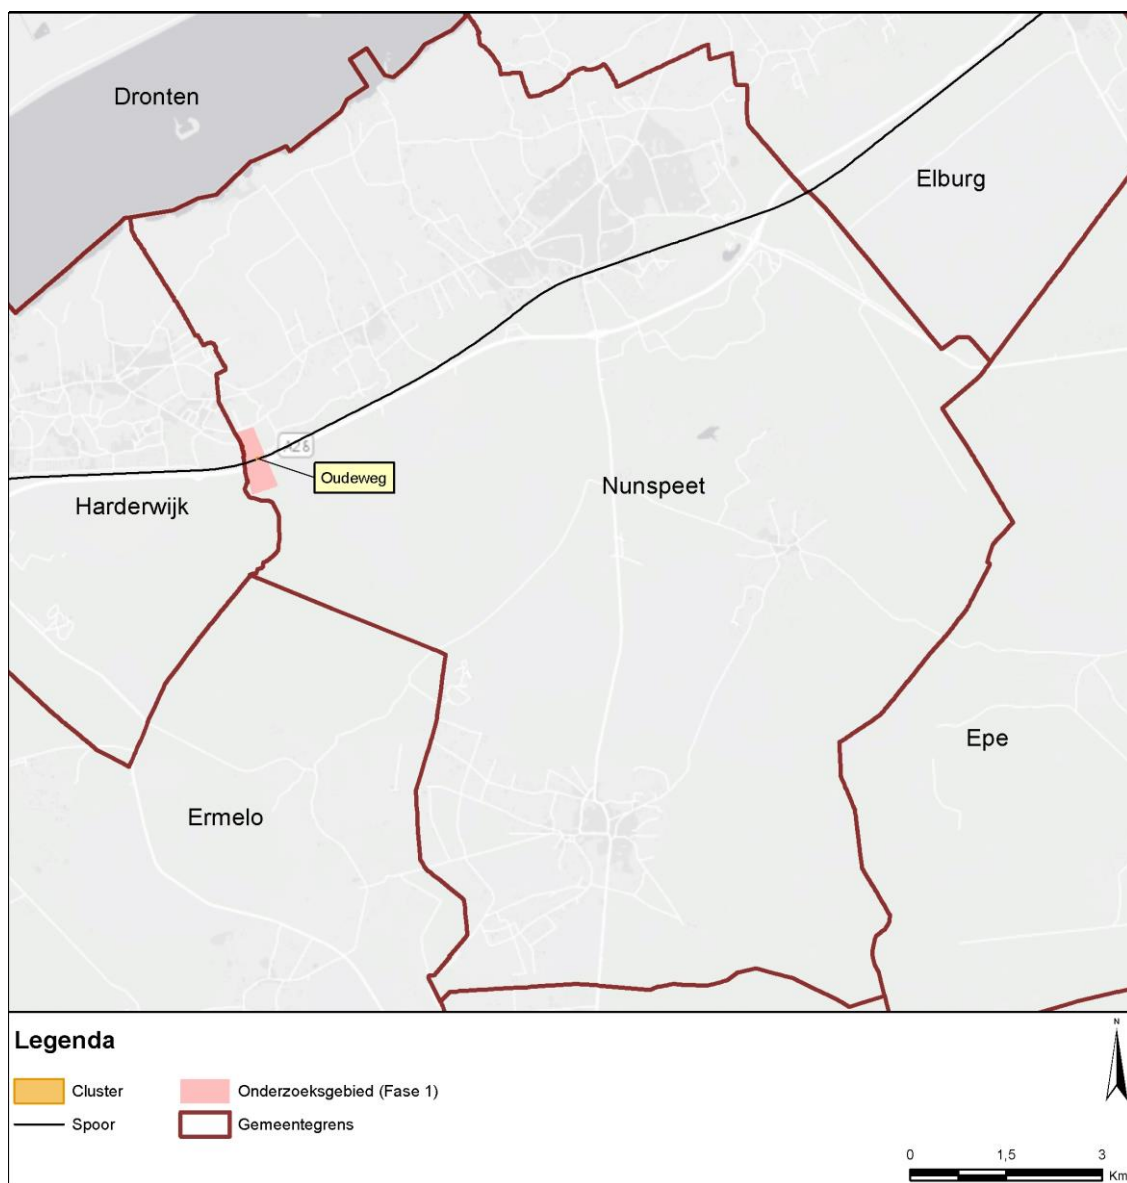 Dronten
Elburg
A28
Oudeweg
Nunspeet
Harderwijk
Epe
Ermelo
Legenda
N
Cluster
Onderzoeksgebied (Fase 1)
Spoor
Gemeentegrens
0 1,5 3
Km